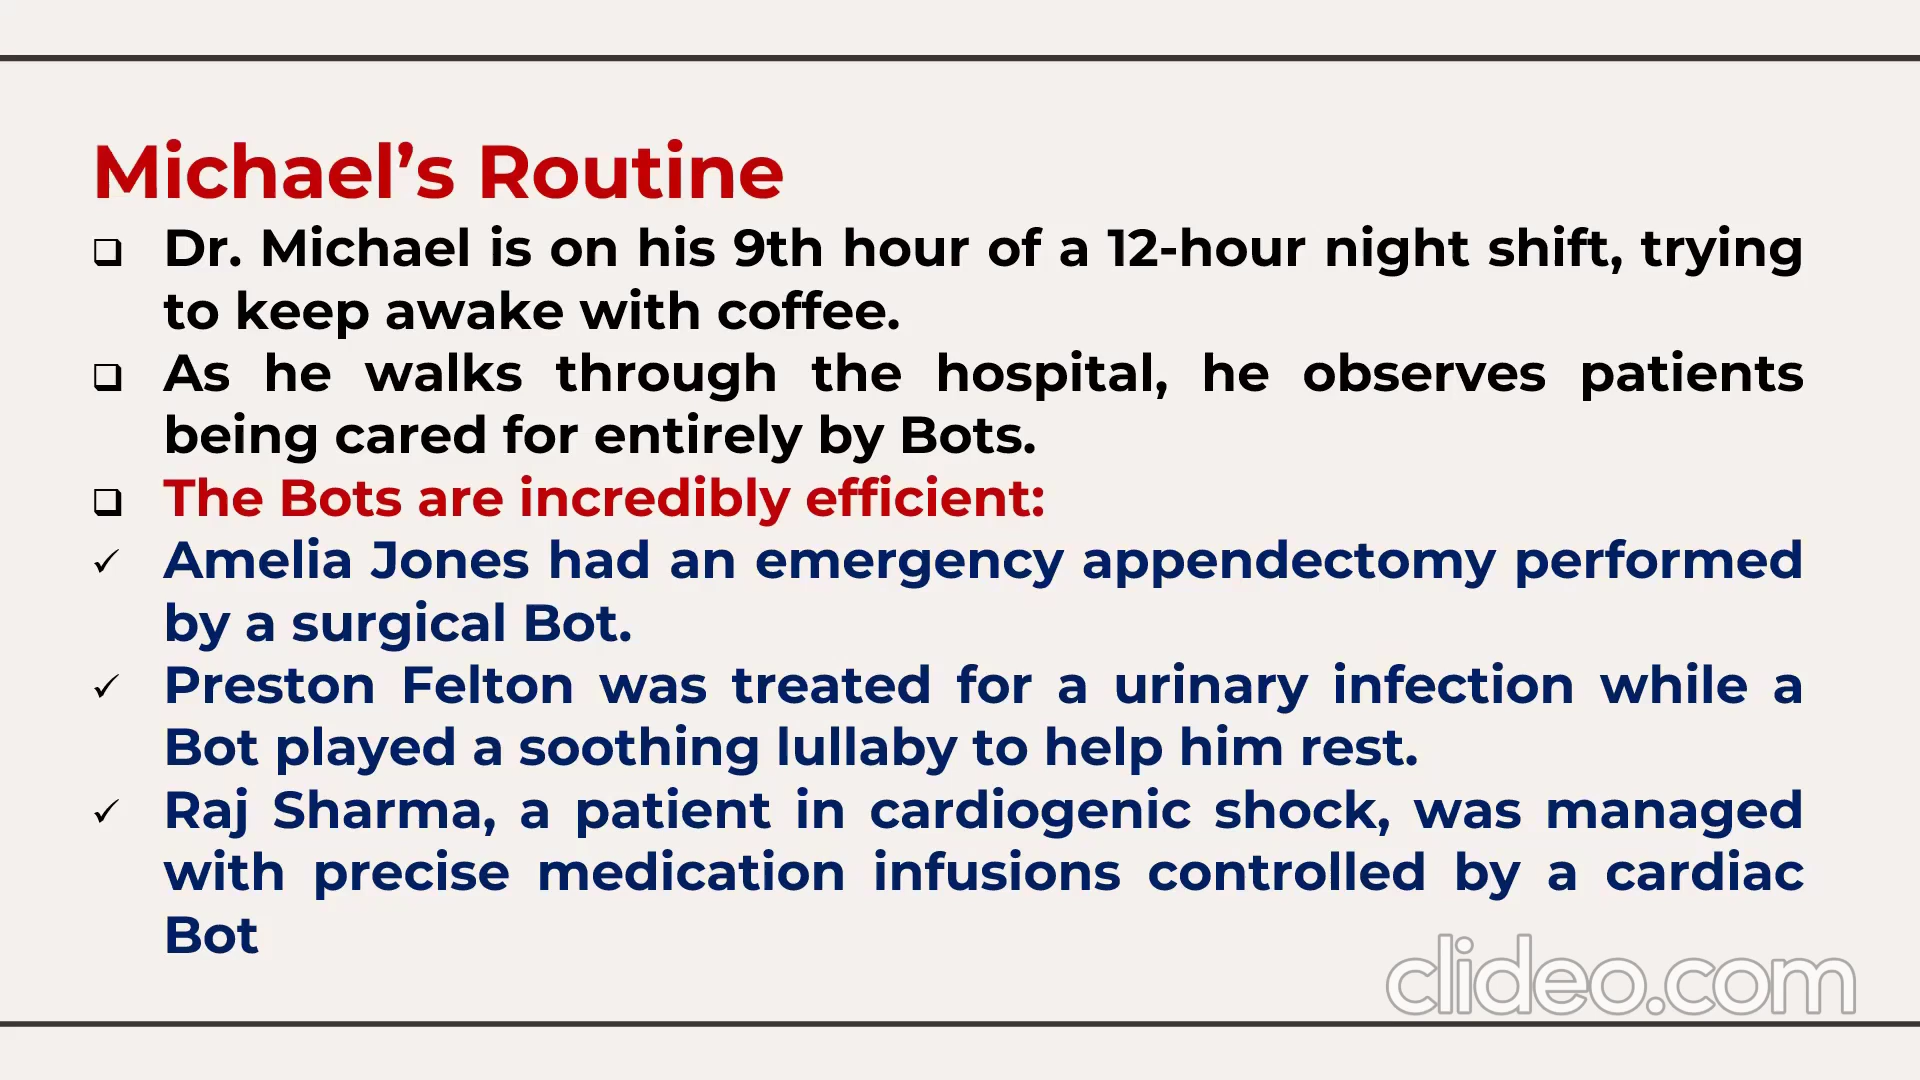 Michael’s Routine
❑ Dr. Michael is on his 9th hour of a 12-hour night shift, trying
to keep awake with coffee.
❑ As he walks through the hospital, he observes patients
being cared for entirely by Bots.
❑ The Bots are incredibly efficient:
✓ Amelia Jones had an emergency appendectomy performed
by a surgical Bot.
✓ Preston Felton was treated for a urinary infection while a
Bot played a soothing lullaby to help him rest.
✓ Raj Sharma, a patient in cardiogenic shock, was managed
with precise medication infusions controlled by a cardiac
Bot
clideo.com